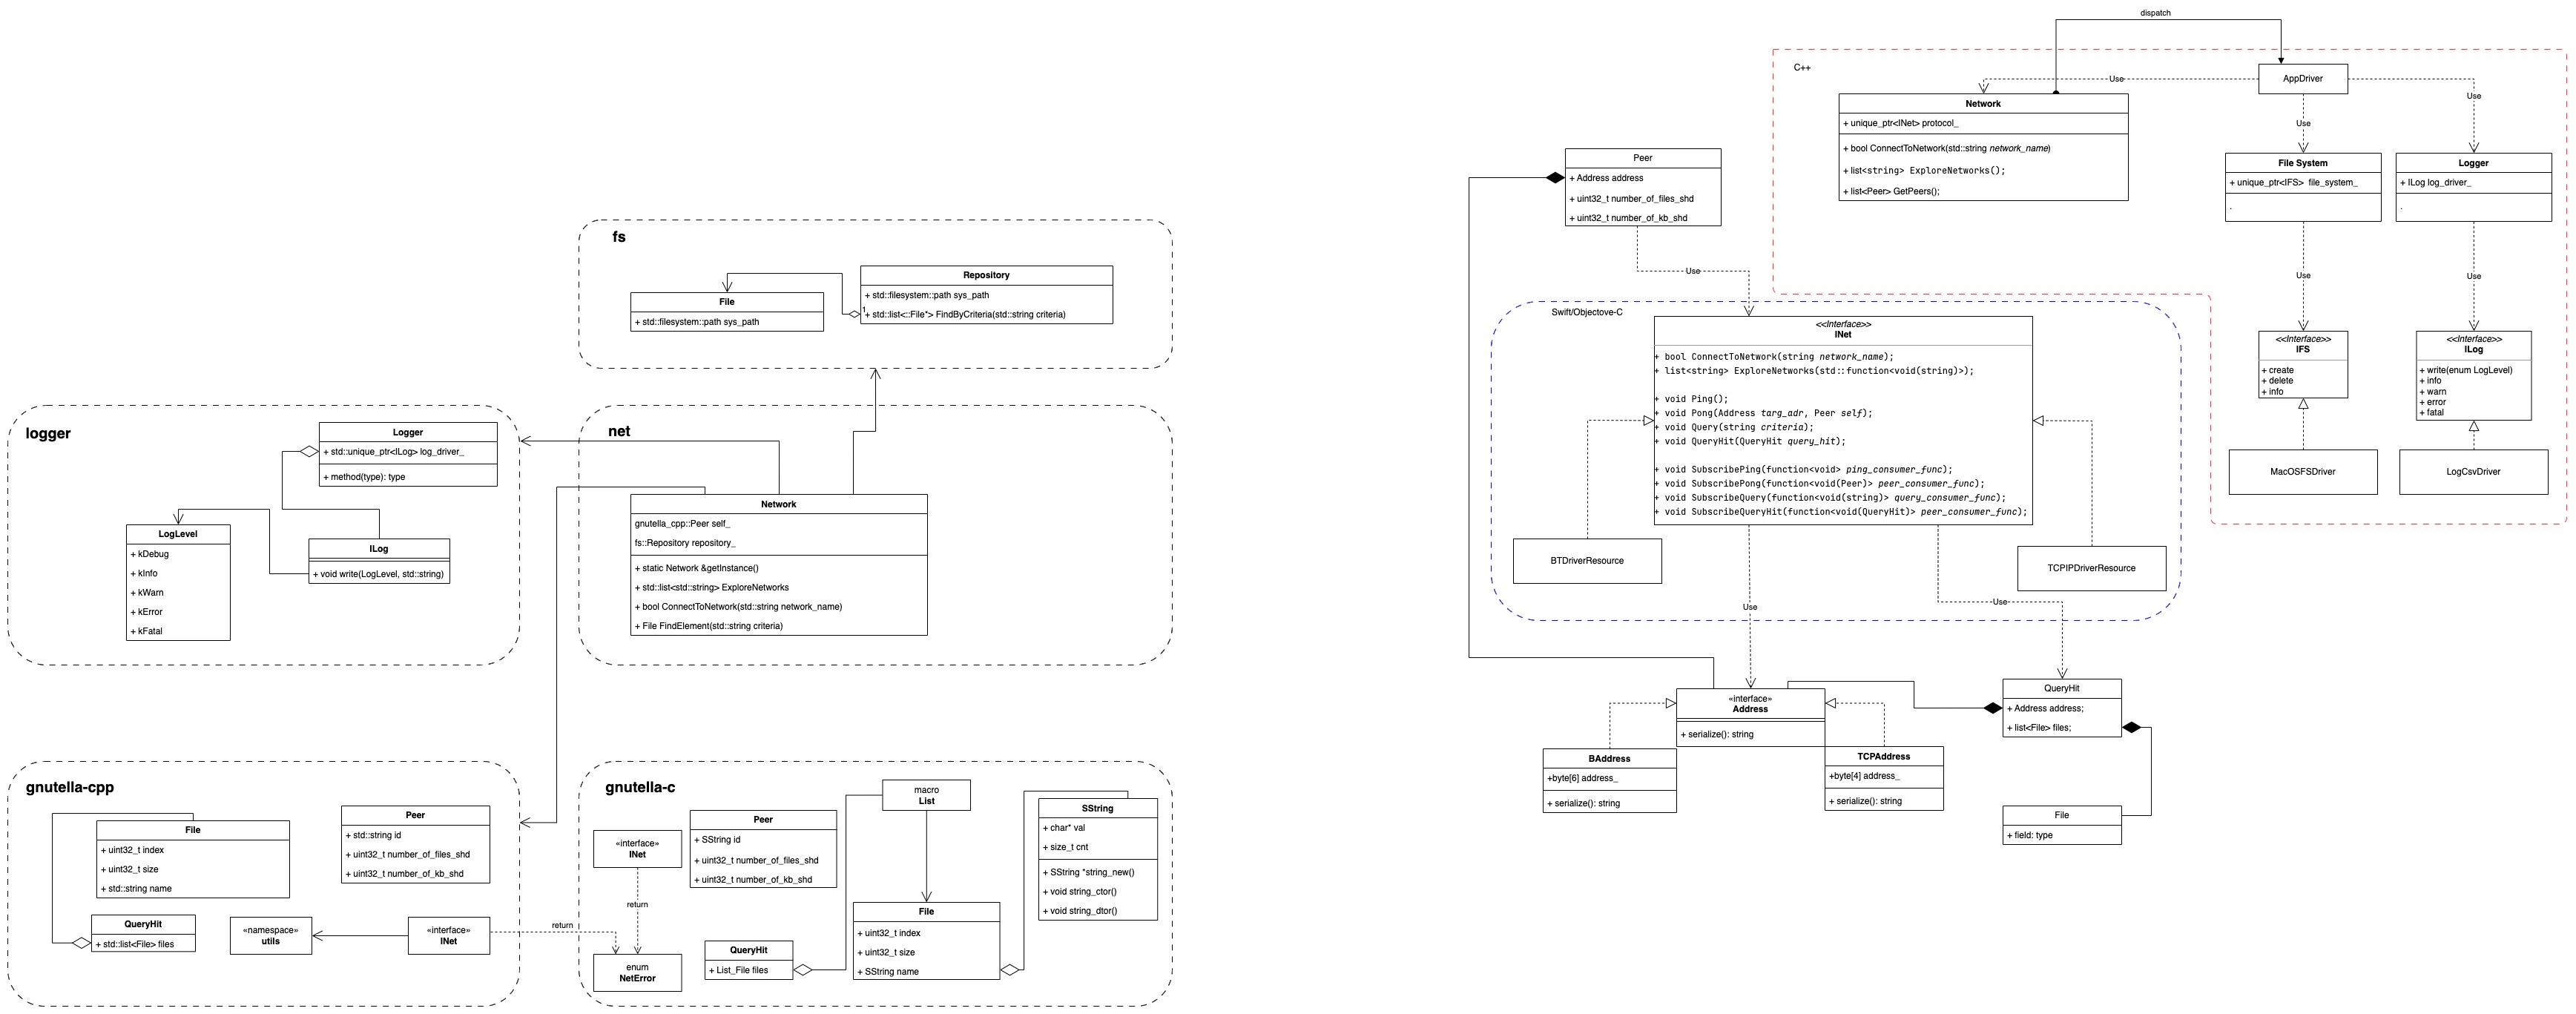 fs
File
+ std::filesystem::path sys_path
Repository
+ std::filesystem::path sys_path
1
+ std::list<::File*> FindByCriteria(std::string criteria)
logger
Logger
+ std::unique_ptr<ILog> log_driver_
+ method(type): type
LogLevel
+ kDebug
+ kInfo
+ kWarn
+ kError
+ kFatal
ILog
+ void write(LogLevel, std::string)
net
Network
gnutella_cpp::Peer self_
fs::Repository repository_
+ static Network &getInstance()
+ std::list<std::string> ExploreNetworks
+ bool ConnectToNetwork(std::string network_name)
+ File FindElement(std::string criteria)
gnutella-cpp
File
+ uint32_t index
+ uint32_t size
+ std::string name
Peer
+ std::string id
+ uint32_t number_of_files_shd
+ uint32_t number_of_kb_shd
QueryHit
+ std::list<File> files
«namespace»
utils
«interface»
INet
return
gnutella-c
«interface»
INet
return
enum
NetError
Peer
+ SString id
+ uint32_t number_of_files_shd
+ uint32_t number_of_kb_shd
macro
List
QueryHit
+ List_File files
File
+ uint32_t index
+ uint32_t size
+ SString name
SString
+ char* val
+ size_t cnt
+ SString *string_new()
+ void string_ctor()
+ void string_dtor()
dispatch
C++
AppDriver
Use
Use
Use
Network
+ unique_ptr<INet> protocol_
+ bool ConnectToNetwork(std::string network_name)
+ list<string> ExploreNetworks();
+ list<Peer> GetPeers();
File System
+ unique_ptr<IFS> file_system_
.
Logger
+ ILog log_driver_
.
Use
Use
<<Interface>>
IFS
+ create
+ delete
+ info
<<Interface>>
ILog
+ write(enum LogLevel)
+ info
+ warn
+ error
+ fatal
MacOSFSDriver
LogCsvDriver
Peer
+ Address address
+ uint32_t number_of_files_shd
+ uint32_t number_of_kb_shd
Use
Swift/Objectove-C
<<Interface>>
INet
+ bool ConnectToNetwork(string network_name);
+ list<string> ExploreNetworks(std::function<void(string)>);
+ void Ping();
+ void Pong(Address targ_adr, Peer self);
+ void Query(string criteria);
+ void QueryHit(QueryHit query_hit);
+ void SubscribePing(function<void> ping_consumer_func);
+ void SubscribePong(function<void(Peer)> peer_consumer_func);
+ void SubscribeQuery(function<void(string)> query_consumer_func);
+ void SubscribeQueryHit(function<void(QueryHit)> peer_consumer_func);
BTDriverResource
TCPIPDriverResource
Use
Use
«interface»
Address
+ serialize(): string
BAddress
+byte[6] address_
+ serialize(): string
TCPAddress
+byte[4] address_
+ serialize(): string
QueryHit
+ Address address;
+ list<File> files;
File
+ field: type